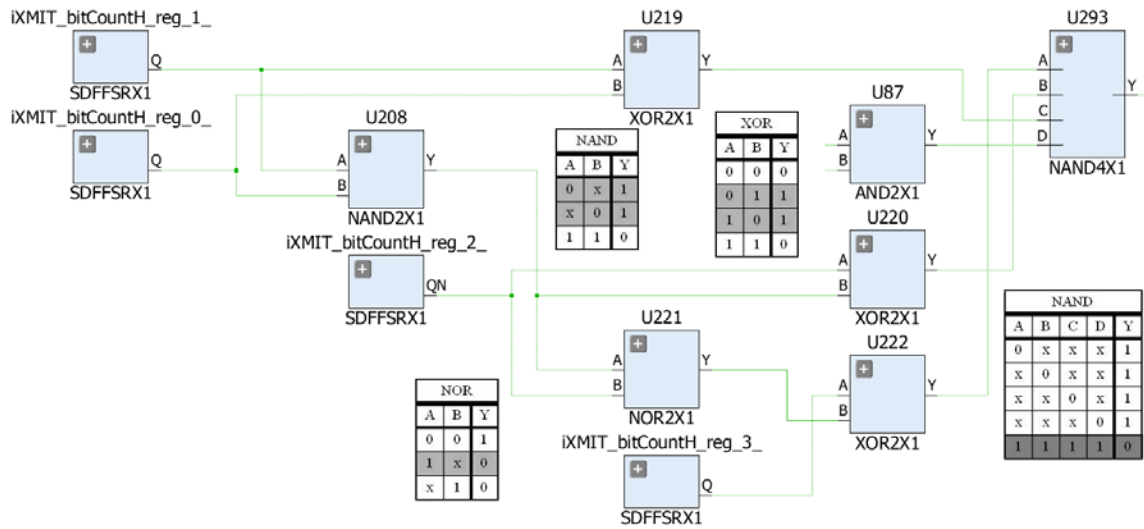 iXMIT_bitCountH_reg_1_
Q
SDFFSRX1
iXMIT_bitCountH_reg_0_
Q
SDFFSRX1
U208
A
B
Y
NAND2X1
iXMIT_bitCountH_reg_2_
QN
SDFFSRX1
U219
A
B
Y
XOR2X1
NAND
A B Y
0 x 1
x 0 1
1 1 0
XOR
A B Y
0 0 0
0 1 1
1 0 1
1 1 0
U87
A
B
Y
AND2X1
U293
A
B
C
D
Y
NAND4X1
U220
A
B
Y
XOR2X1
U221
A
B
Y
NOR2X1
U222
A
B
Y
XOR2X1
NOR
A B Y
0 0 1
1 x 0
x 1 0
iXMIT_bitCountH_reg_3_
Q
SDFFSRX1
NAND
A B C D Y
0 x x x 1
x 0 x x 1
x x 0 x 1
x x x 0 1
1 1 1 1 0